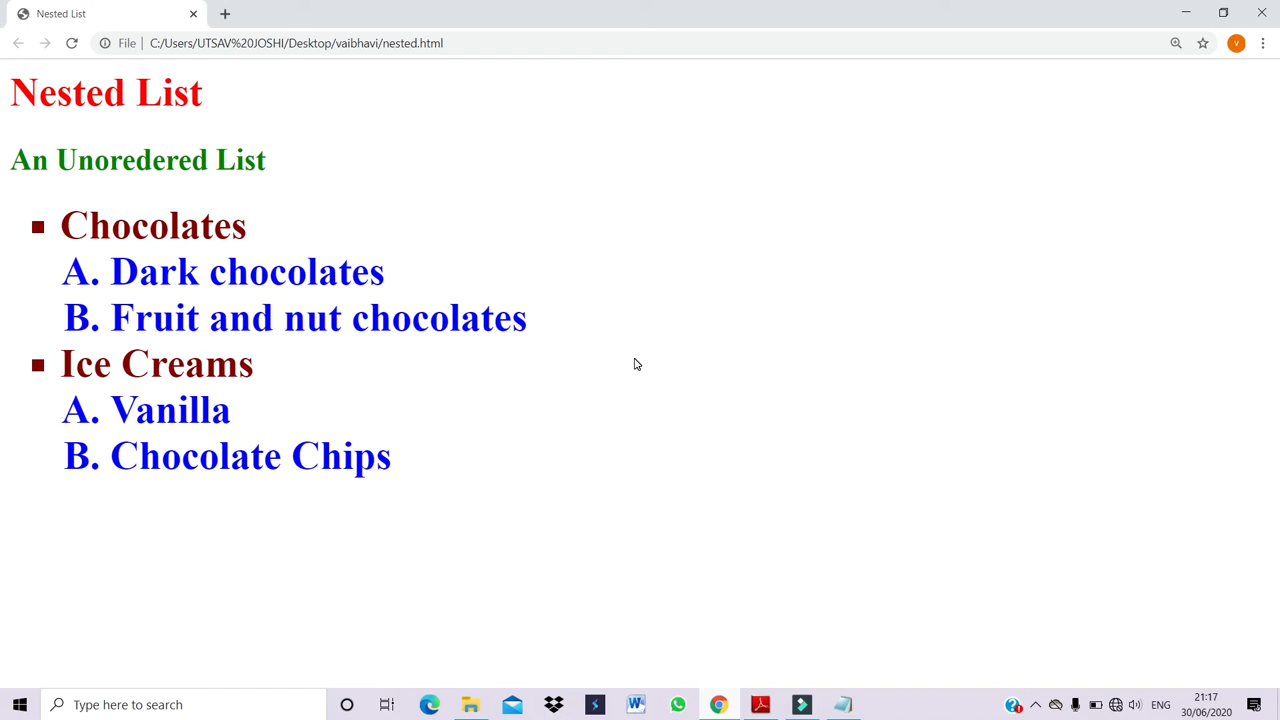 Nested List
File
C:/Users/UTSAV%20JOSHI/Desktop/vaibhavi/nested.html
v
Nested List
An Unoredered List
Chocolates
A. Dark chocolates
B. Fruit and nut chocolates
Ice Creams
A. Vanilla
B. Chocolate Chips
Type here to search
ENG
21:17
30/06/2020